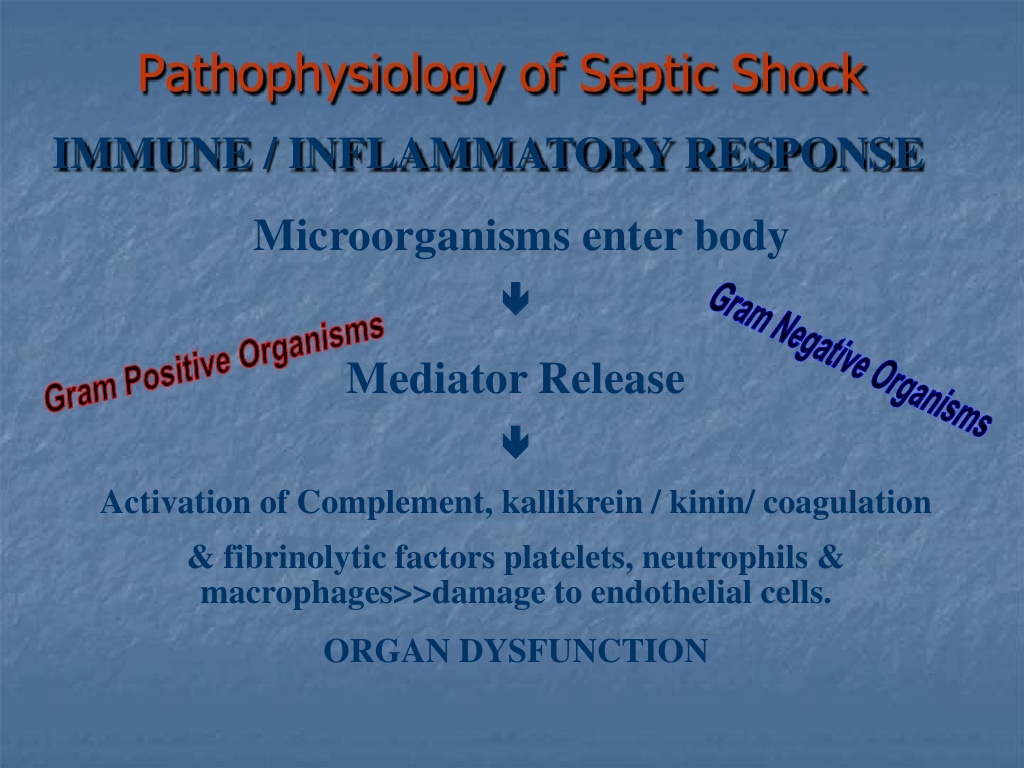 Pathophysiology of Septic Shock
IMMUNE / INFLAMMATORY RESPONSE
Microorganisms enter body
🡻
Gram Positive Organisms
Gram Negative Organisms
Mediator Release
🡻
Activation of Complement, kallikrein / kinin/ coagulation
& fibrinolytic factors platelets, neutrophils &
macrophages>>damage to endothelial cells.
ORGAN DYSFUNCTION